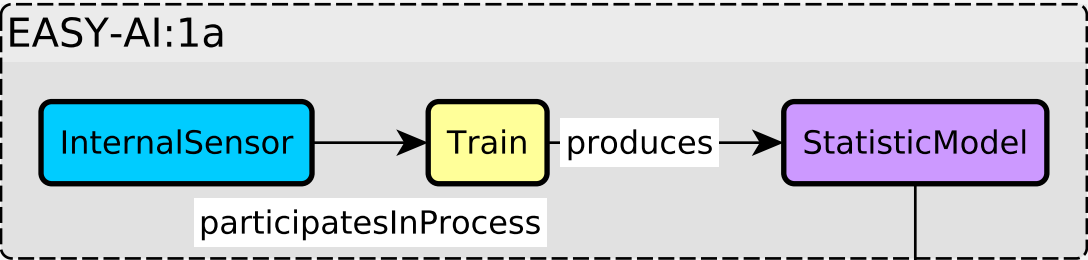 EASY-AI:1a
InternalSensor
Train
produces
StatisticModel
participatesInProcess